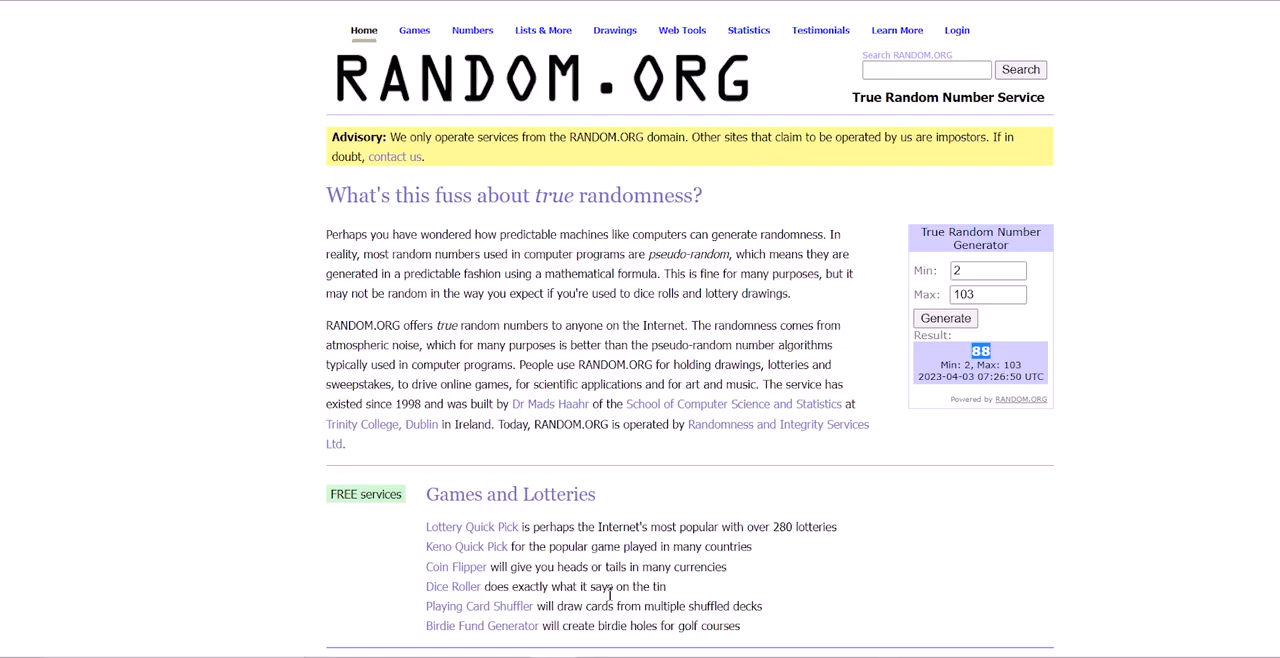 Home Games Numbers Lists & More Drawings Web Tools Statistics Testimonials Learn More Login
RANDOM.ORG
Search RANDOM.ORG
Search
True Random Number Service
Advisory: We only operate services from the RANDOM.ORG domain. Other sites that claim to be operated by us are impostors. If in
doubt, contact us.
What's this fuss about true randomness?
Perhaps you have wondered how predictable machines like computers can generate randomness. In
reality, most random numbers used in computer programs are pseudo-random, which means they are
generated in a predictable fashion using a mathematical formula. This is fine for many purposes, but it
may not be random in the way you expect if you're used to dice rolls and lottery drawings.
RANDOM.ORG offers true random numbers to anyone on the Internet. The randomness comes from
atmospheric noise, which for many purposes is better than the pseudo-random number algorithms
typically used in computer programs. People use RANDOM.ORG for holding drawings, lotteries and
sweepstakes, to drive online games, for scientific applications and for art and music. The service has
existed since 1998 and was built by Dr Mads Haahr of the School of Computer Science and Statistics at
Trinity College, Dublin in Ireland. Today, RANDOM.ORG is operated by Randomness and Integrity Services
Ltd.
True Random Number
Generator
Min: 2
Max: 103
Generate
Result:
88
Min: 2, Max: 103
2023-04-03 07:26:50 UTC
Powered by RANDOM.ORG
FREE services
Games and Lotteries
Lottery Quick Pick is perhaps the Internet's most popular with over 280 lotteries
Keno Quick Pick for the popular game played in many countries
Coin Flipper will give you heads or tails in many currencies
Dice Roller does exactly what it says on the tin
Playing Card Shuffler will draw cards from multiple shuffled decks
Birdie Fund Generator will create birdie holes for golf courses